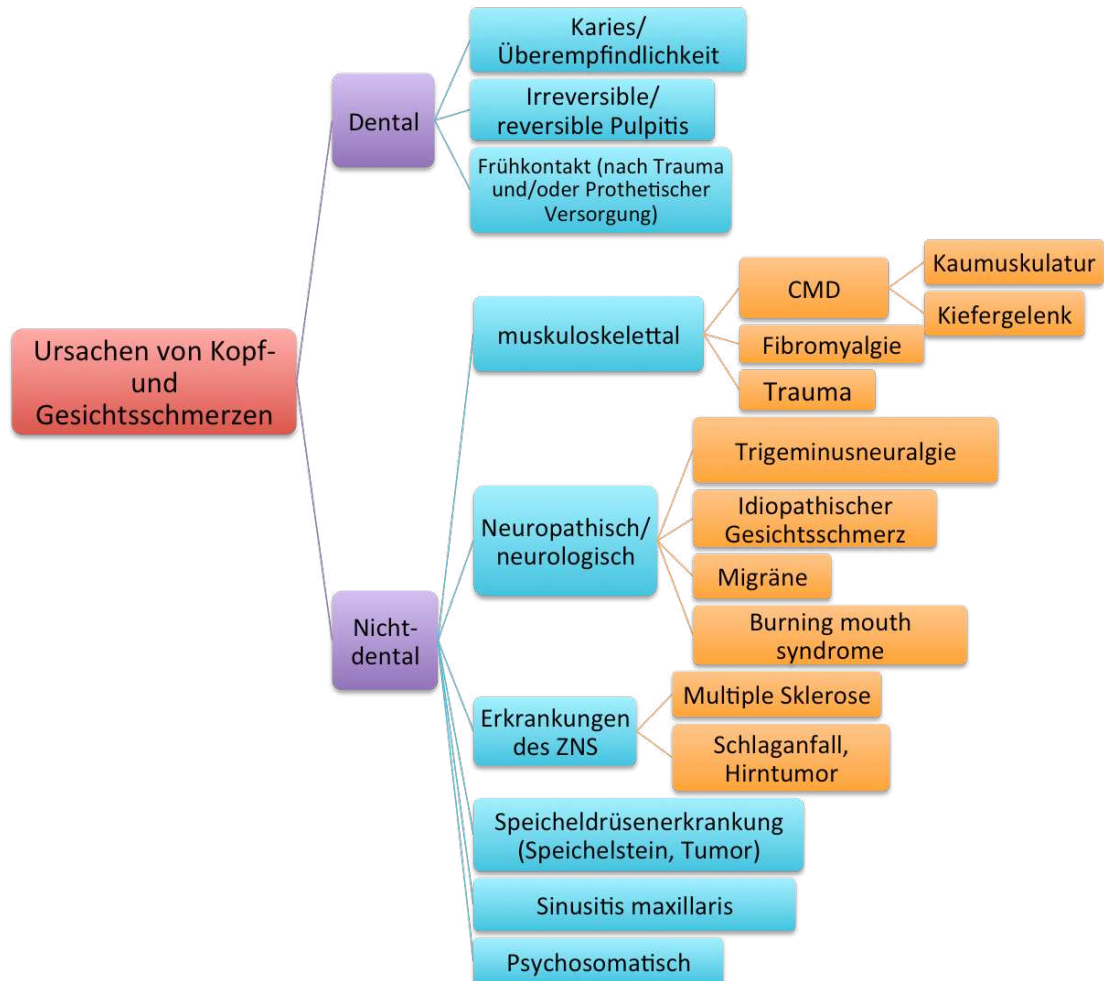 Ursachen von Kopf-
und
Gesichtsschmerzen
Dental
Karies/
Überempfindlichkeit
Irreversible/
reversible Pulpitis
Frühkontakt (nach Trauma
und/oder Prothetischer
Versorgung)
Nicht-
dental
muskuloskelettal
CMD
Kaumuskulatur
Kiefergelenk
Fibromyalgie
Trauma
Neuropathisch/
neurologisch
Trigeminusneuralgie
Idiopathischer
Gesichtsschmerz
Migräne
Burning mouth
syndrome
Erkrankungen
des ZNS
Multiple Sklerose
Schlaganfall,
Hirntumor
Speicheldrüsenerkrankung
(Speichelstein, Tumor)
Sinusitis maxillaris
Psychosomatisch